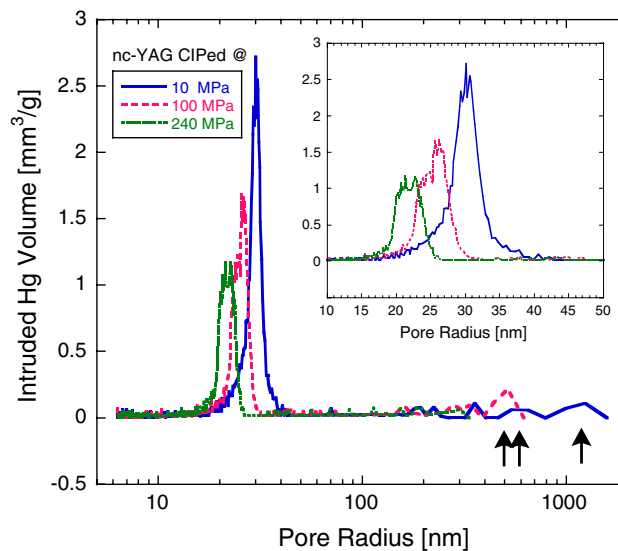 nc-YAG CIPed @
10 MPa
100 MPa
240 MPa
Intruded Hg Volume [mm³/g]
3
2.5
2
1.5
1
0.5
0
-0.5
10
100
1000
Pore Radius [nm]
3
2.5
2
1.5
1
0.5
0
10 15 20 25 30 35 40 45 50
Pore Radius [nm]